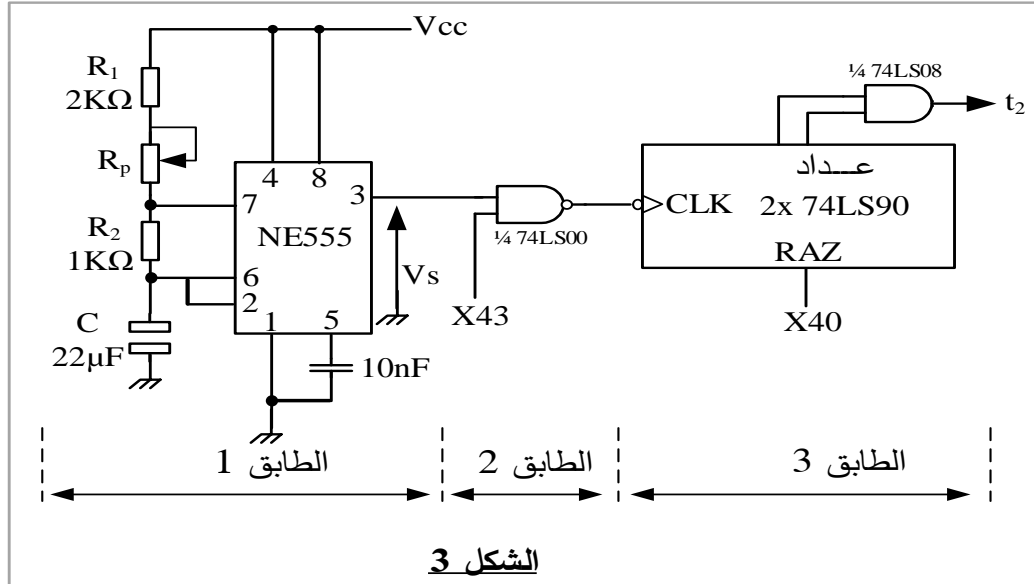 Vcc
R₁
2KΩ
Rp
R₂
1KΩ
C
22µF
4
8
3
7
NE555
6
2
1
5
10nF
Vs
¼ 74LS00
X43
¼ 74LS08
t₂
عـــداد
CLK
2x 74LS90
RAZ
X40
الطابق 1
الطابق 2
الطابق 3
الشكل 3